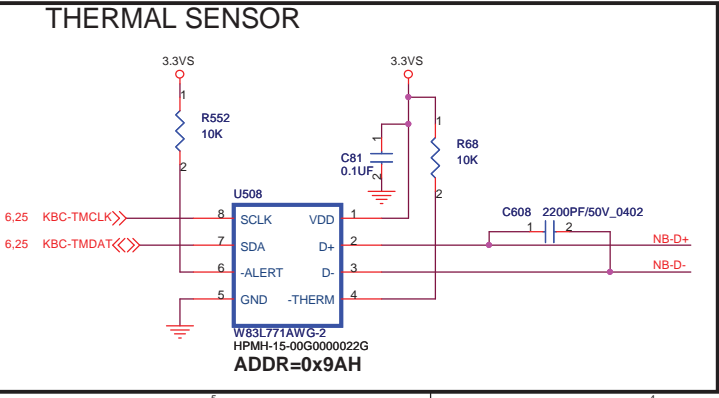 THERMAL SENSOR
3.3VS
3.3VS
1
R552
10K
2
1
C81
0.1UF
2
1
R68
10K
2
U508
6,25 KBC-TMCLK
8 SCLK VDD 1
6,25 KBC-TMDAT
7 SDA D+ 2
6 -ALERT D- 3
5 GND -THERM 4
C608 2200PF/50V_0402
1 2
NB-D+
NB-D-
W83L771AWG-2
HPMH-15-00G0000022G
ADDR=0x9AH